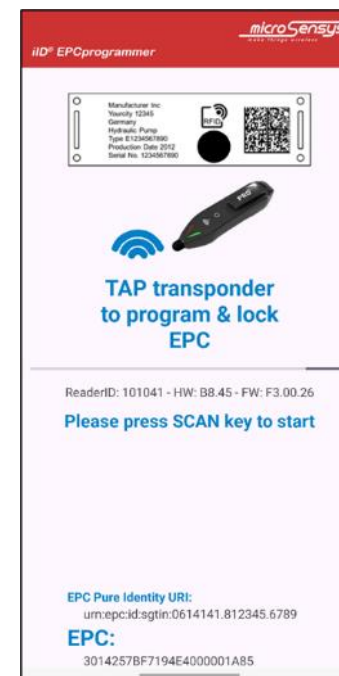 microSensys
make things wireless
iID® EPCprogrammer
Manufacturer Inc
Yourcity 12345
Germany
Hydraulic Pump
Type E1234567890
Production Date 2012
Serial No. 1234567890
RFID
PRO
TAP transponder
to program & lock
EPC
ReaderID: 101041 - HW: B8.45 - FW: F3.00.26
Please press SCAN key to start
EPC Pure Identity URI:
urn:epc:id:sgtin:0614141.812345.6789
EPC:
3014257BF7194E4000001A85